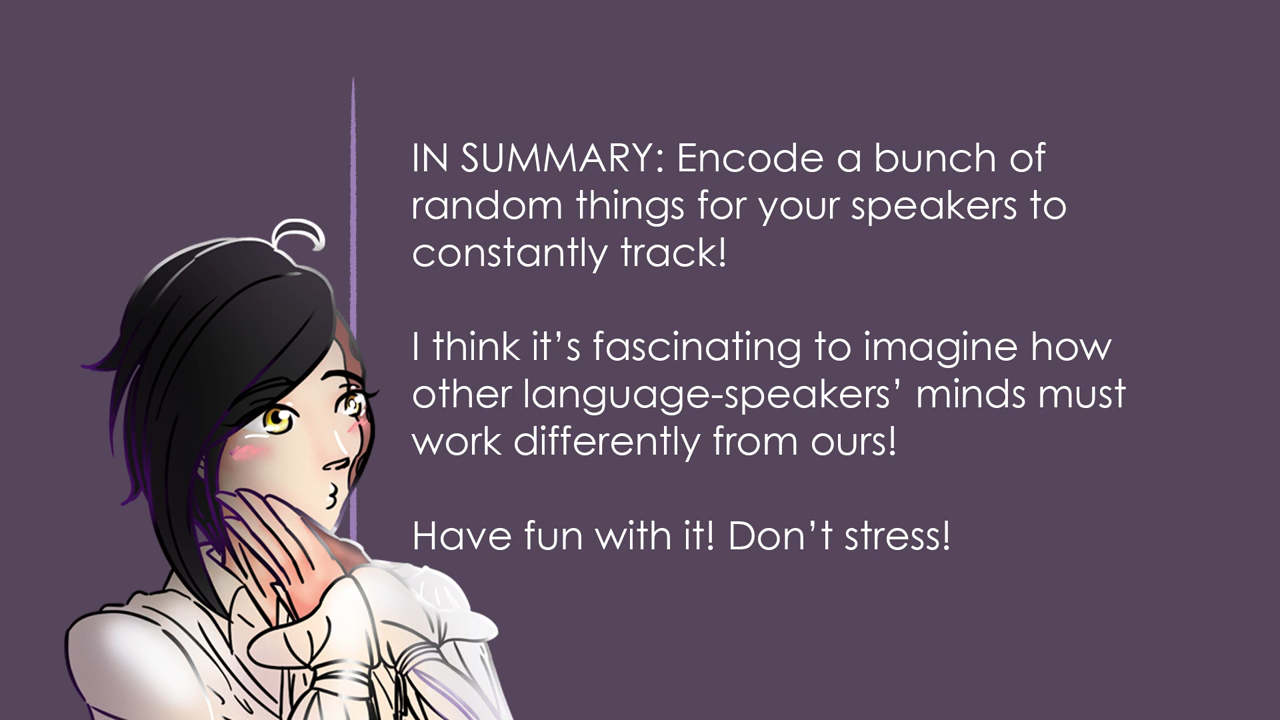 IN SUMMARY: Encode a bunch of
random things for your speakers to
constantly track!
I think it’s fascinating to imagine how
other language-speakers’ minds must
work differently from ours!
Have fun with it! Don’t stress!